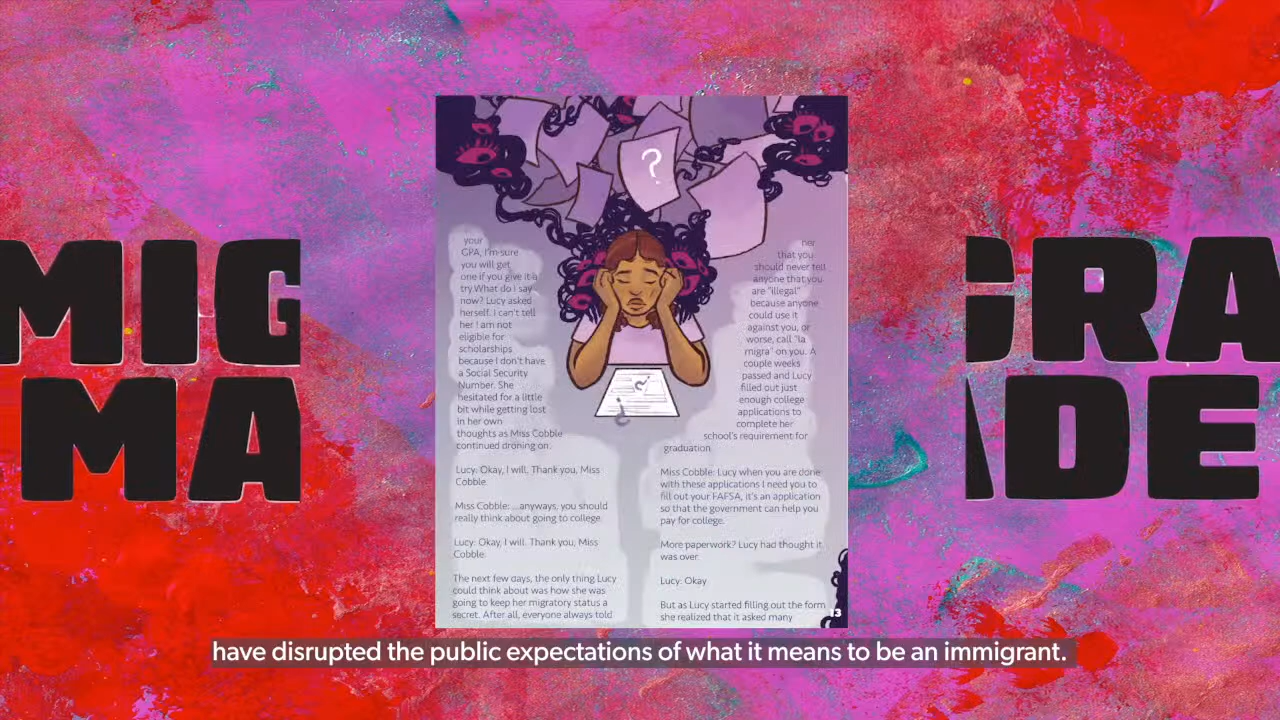 MIG
MA
GRA
ADE
?
your
GPA, I'm sure
you will get
one if you give it a
try.What do i say
now? Lucy asked
herself. i can't tell
her I am not
eligible for
scholarships
because I don't have
a Social Security
Number. She
hesitated for a little
bit while getting lost
in her own
thoughts as Miss Cobble
continued droning on.
Lucy: Okay, I will. Thank you, Miss
Cobble.
Miss Cobble: ...anyways, you should
really think about going to college.
Lucy: Okay, I will. Thank you, Miss
Cobble.
The next few days, the only thing Lucy
could think about was how she was
going to keep her migratory status a
secret. After all, everyone always told
her
that you
should never tell
anyone that you
are "illegal"
because anyone
could use it
against you, or
worse, call "la
migra" on you. A
couple weeks
passed and Lucy
filled out just
enough college
applications to
complete her
school's requirement for
graduation.
Miss Cobble: Lucy when you are done
with these applications I need you to
fill out your FAFSA, it's an application
so that the government can help you
pay for college.
More paperwork? Lucy had thought it
was over.
Lucy: Okay
But as Lucy started filling out the form
she realized that it asked many
13
have disrupted the public expectations of what it means to be an immigrant.